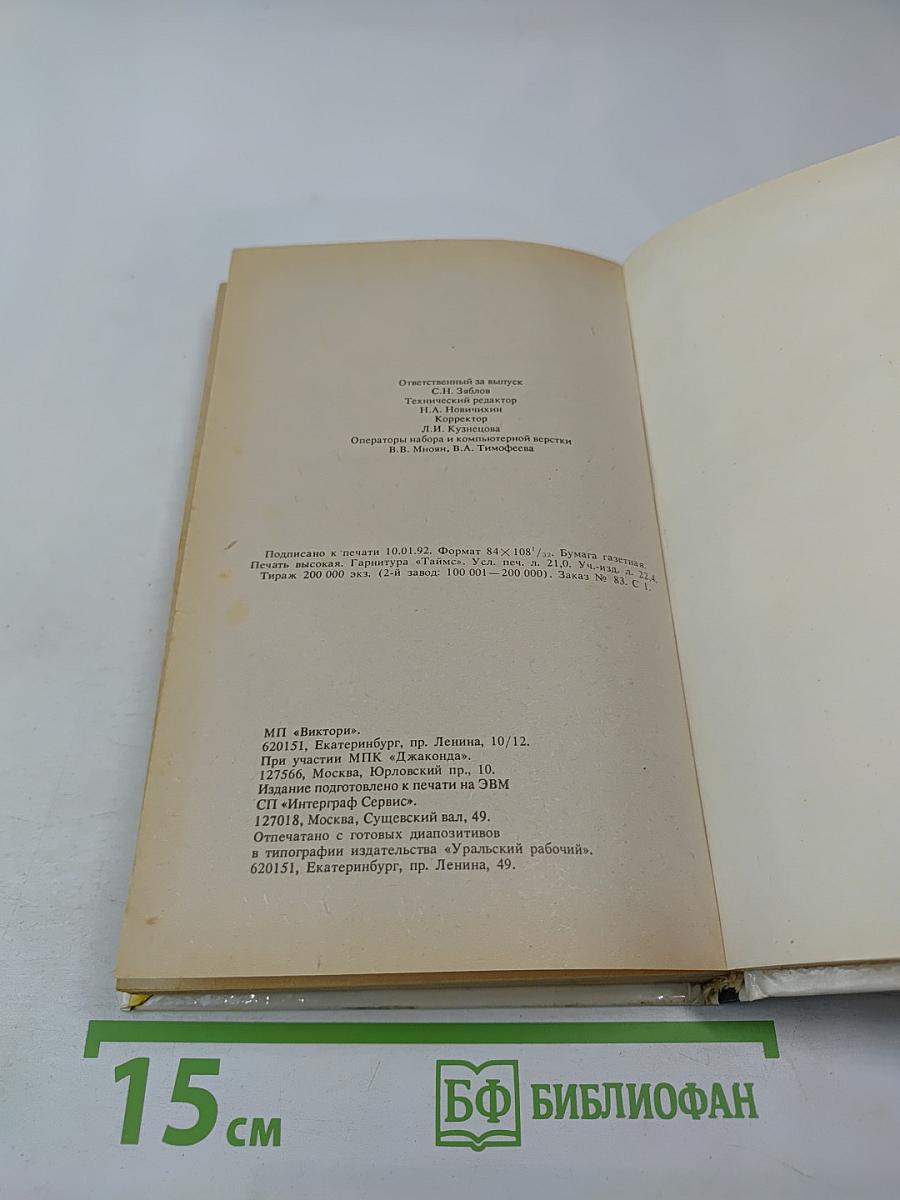 Ответственный за выпуск
С.Н. Зяблов
Технический редактор
Н.А. Новичихин
Корректор
Л.И. Кузнецова
Операторы набора и компьютерной верстки
В.В. Мноян, В.А. Тимофеева
Подписано к печати 10.01.92. Формат 84×108¹/₃₂. Бумага газетная.
Печать высокая. Гарнитура «Таймс». Усл. печ. л. 21,0. Уч.-изд. л. 22,4.
Тираж 200 000 экз. (2-й завод: 100 001—200 000). Заказ № 83. С 1.
МП «Виктори».
620151, Екатеринбург, пр. Ленина, 10/12.
При участии МПК «Джаконда».
127566, Москва, Юрловский пр., 10.
Издание подготовлено к печати на ЭВМ
СП «Интерграф Сервис».
127018, Москва, Сущевский вал, 49.
Отпечатано с готовых диапозитивов
в типографии издательства «Уральский рабочий».
620151, Екатеринбург, пр. Ленина, 49.
15 см
БФ БИБЛИОФАН